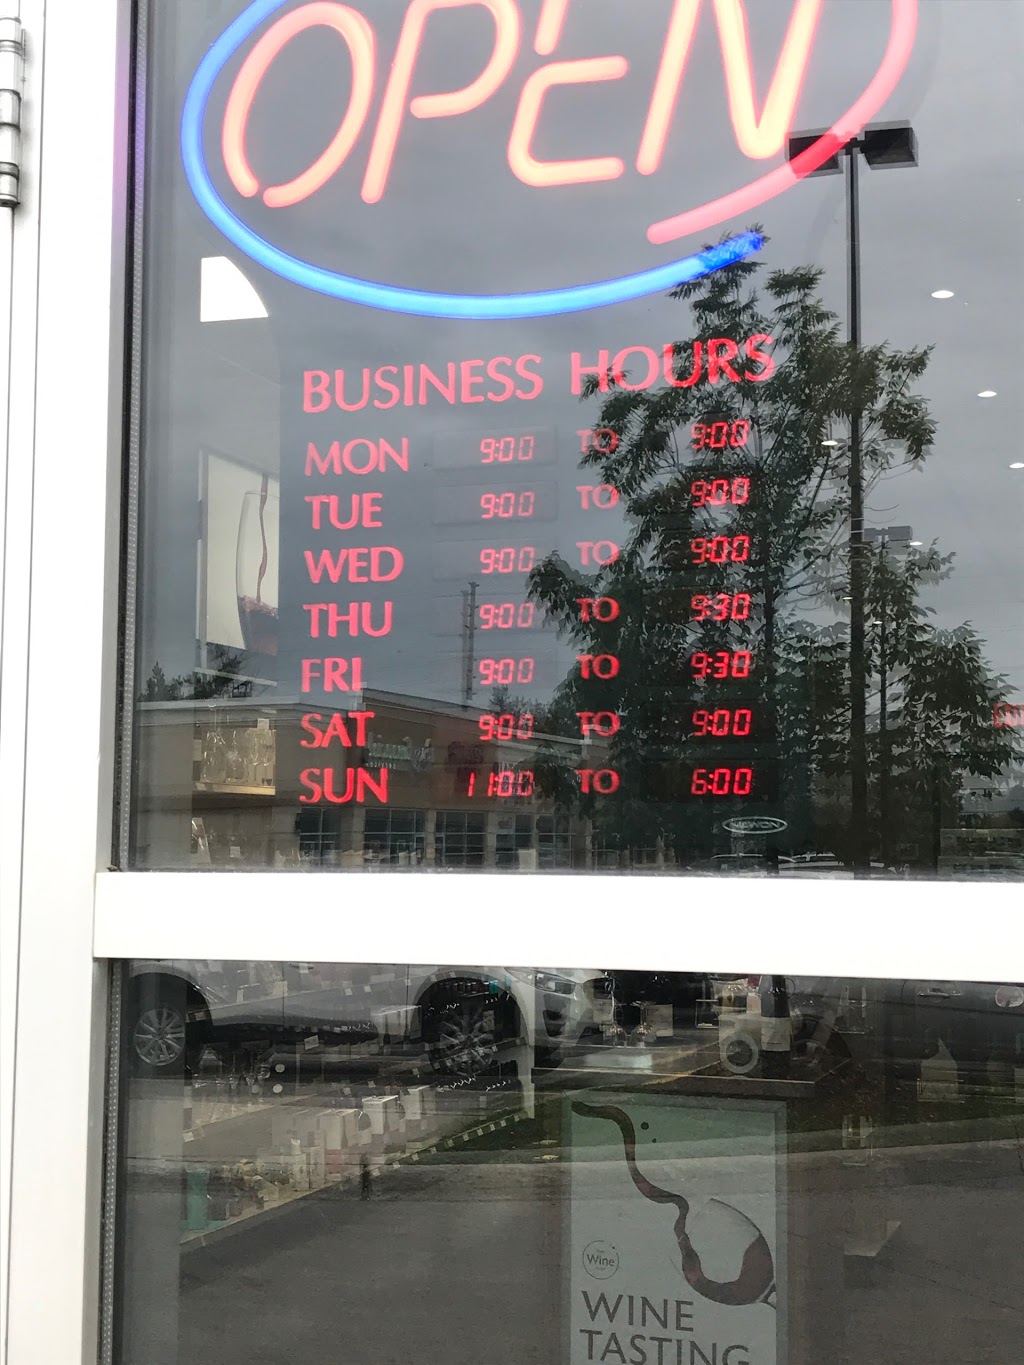 OPEN
BUSINESS HOURS
MON 9:00 TO 9:00
TUE 9:00 TO 9:00
WED 9:00 TO 9:00
THU 9:00 TO 9:30
FRI 9:00 TO 9:30
SAT 9:00 TO 9:00
SUN 11:00 TO 6:00
NEWON
Wine
WINE
TASTING